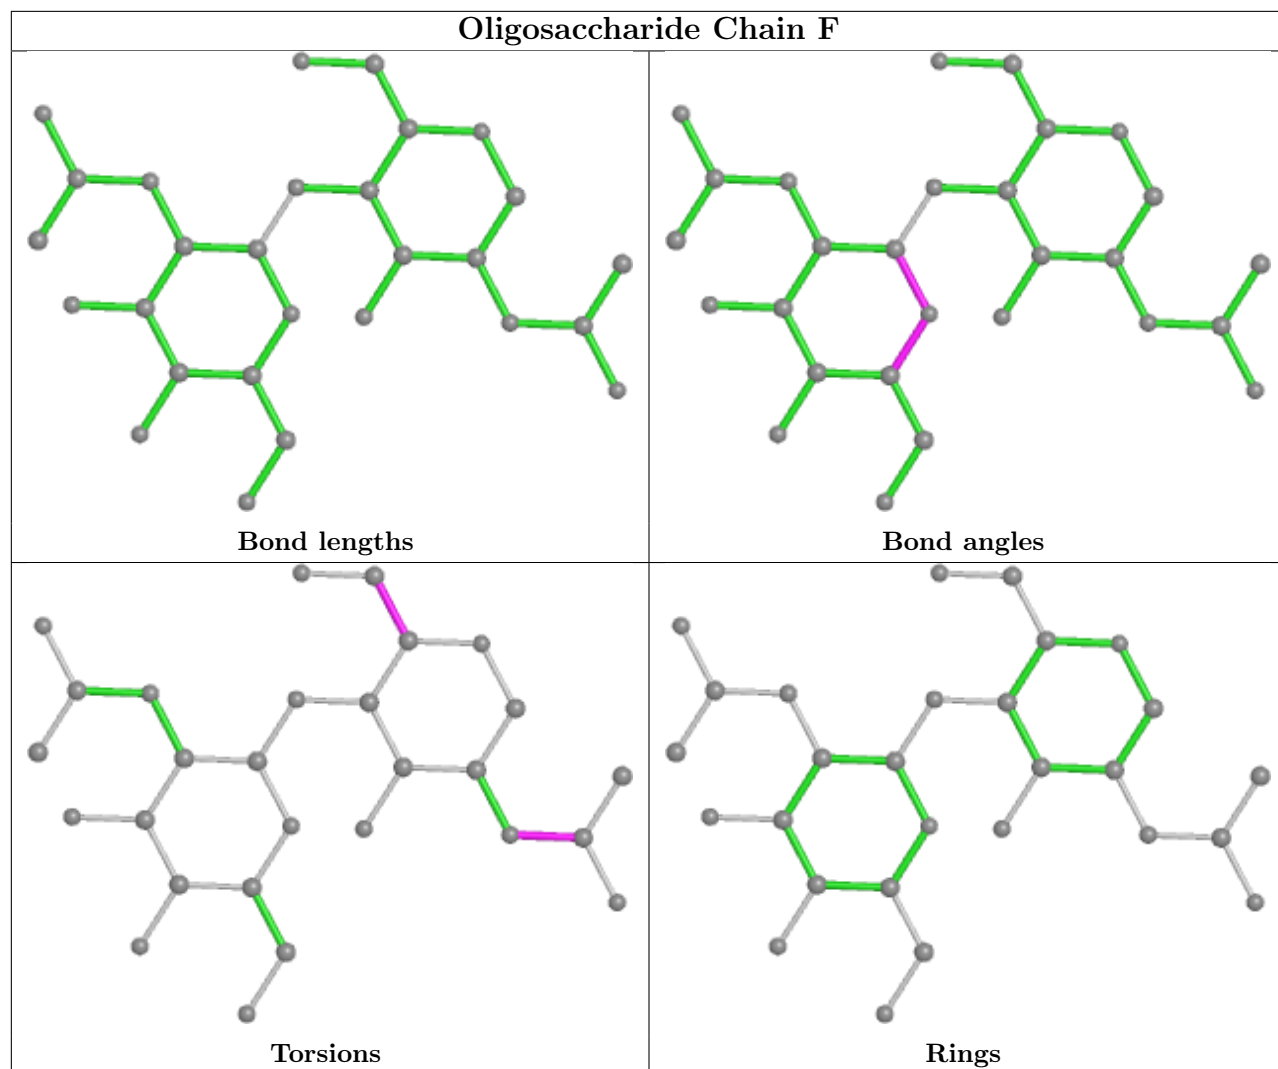 Oligosaccharide Chain F
Bond lengths
Bond angles
Torsions
Rings